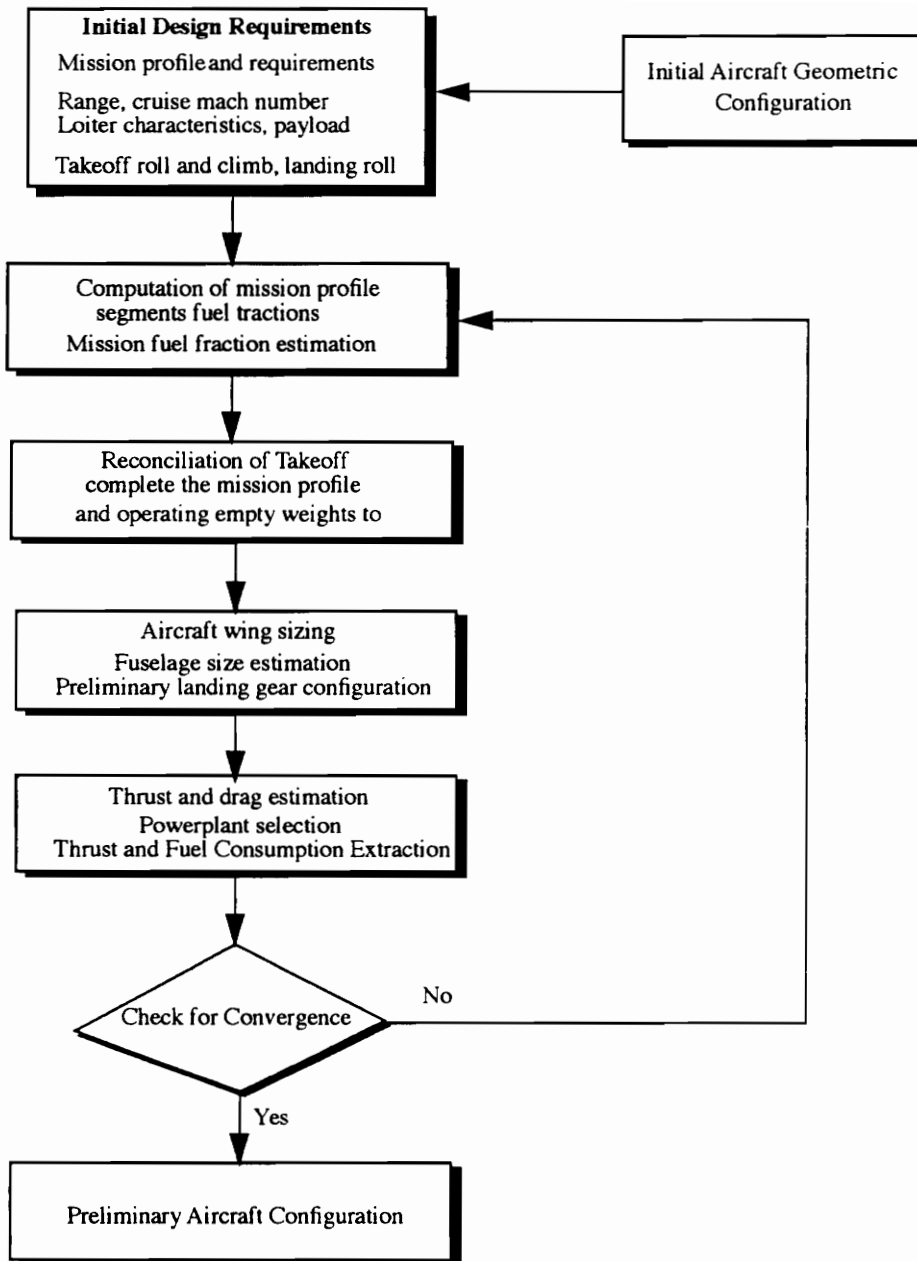 Initial Design Requirements
Mission profile and requirements
Range, cruise mach number
Loiter characteristics, payload
Takeoff roll and climb, landing roll
Initial Aircraft Geometric
Configuration
Computation of mission profile
segments fuel tractions
Mission fuel fraction estimation
Reconciliation of Takeoff
complete the mission profile
and operating empty weights to
Aircraft wing sizing
Fuselage size estimation
Preliminary landing gear configuration
Thrust and drag estimation
Powerplant selection
Thrust and Fuel Consumption Extraction
Check for Convergence
No
Yes
Preliminary Aircraft Configuration